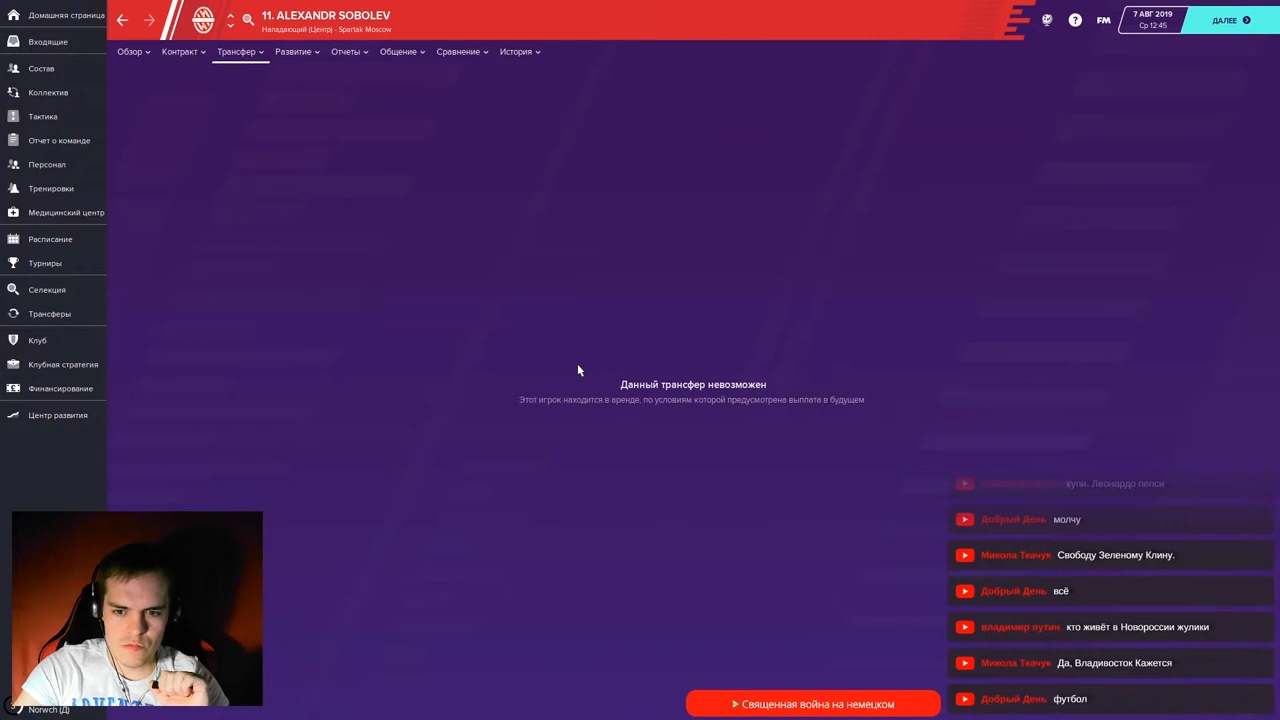 Домашняя страница
Входящие
Состав
Коллектив
Тактика
Отчет о команде
Персонал
Тренировки
Медицинский центр
Расписание
Турниры
Селекция
Трансферы
Клуб
Клубная стратегия
Финансирование
Центр развития
Norwch (Д)
11. ALEXANDR SOBOLEV
Нападающий (Центр) - Spartak Moscow
? FM
7 АВГ 2019
Ср 12:45
ДАЛЕЕ
Обзор Контракт Трансфер Развитие Отчеты Общение Сравнение История
Данный трансфер невозможен
Этот игрок находится в аренде, по условиям которой предусмотрена выплата в будущем
купи. Леонардо пепси
Добрый День молчу
Микола Ткачук Свободу Зеленому Клину.
Добрый День всё
владимир путин кто живёт в Новороссии жулики
Микола Ткачук Да, Владивосток Кажется
Добрый День футбол
Священная война на немецком